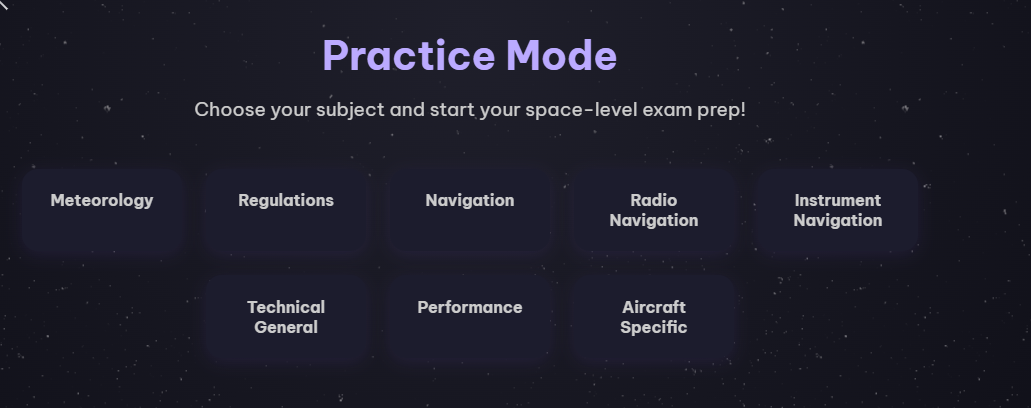 Practice Mode
Choose your subject and start your space-level exam prep!
Meteorology
Regulations
Navigation
Radio
Navigation
Instrument
Navigation
Technical
General
Performance
Aircraft
Specific